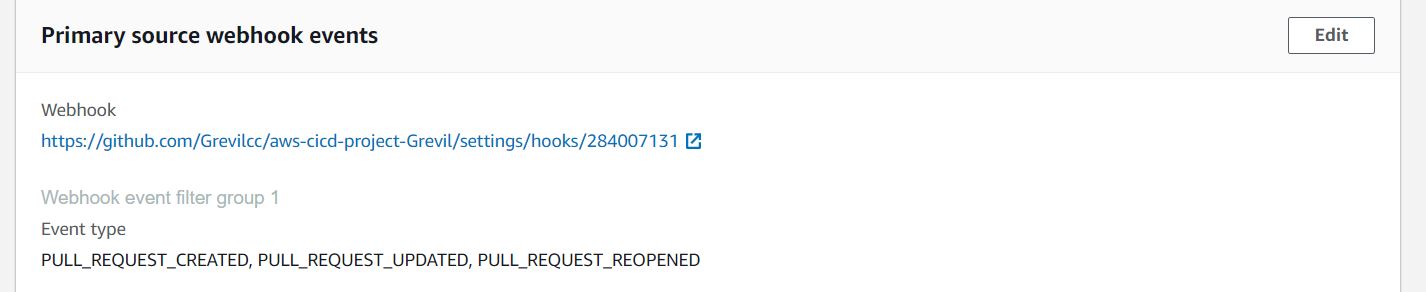 Primary source webhook events
Edit
Webhook
https://github.com/Grevilcc/aws-cicd-project-Grevil/settings/hooks/284007131
Webhook event filter group 1
Event type
PULL_REQUEST_CREATED, PULL_REQUEST_UPDATED, PULL_REQUEST_REOPENED